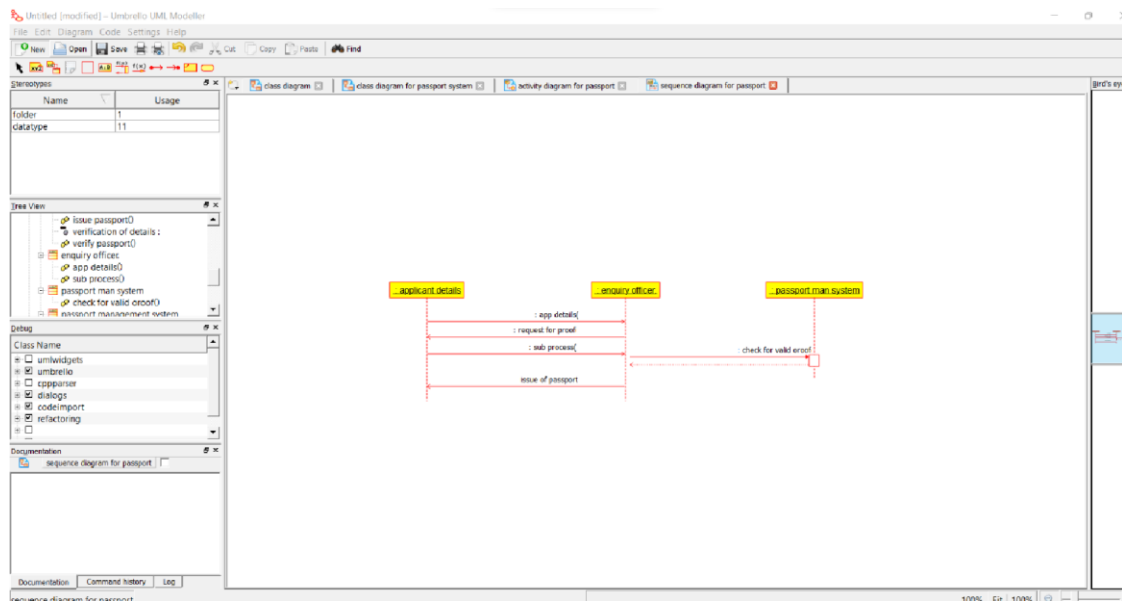 Untitled [modified] – Umbrello UML Modeller
File Edit Diagram Code Settings Help
New Open Save Cut Copy Paste Find
Stereotypes
Name Usage
folder 1
datatype 11
Tree View
issue passport()
verification of details :
verify passport()
enquiry officer.
app details()
sub process()
passport man system
check for valid oroof()
passport management system
Debug
Class Name
umlwidgets
umbrello
cppparser
dialogs
codeimport
refactoring
Documentation
sequence diagram for passport
Documentation Command history Log
sequence diagram for passport
class diagram class diagram for passport system activity diagram for passport sequence diagram for passport
: applicant details : enquiry officer. : passport man system
: app details(
: request for proof
: sub process(
: check for valid oroof
issue of passport
Bird's eye
100% Fit 100%